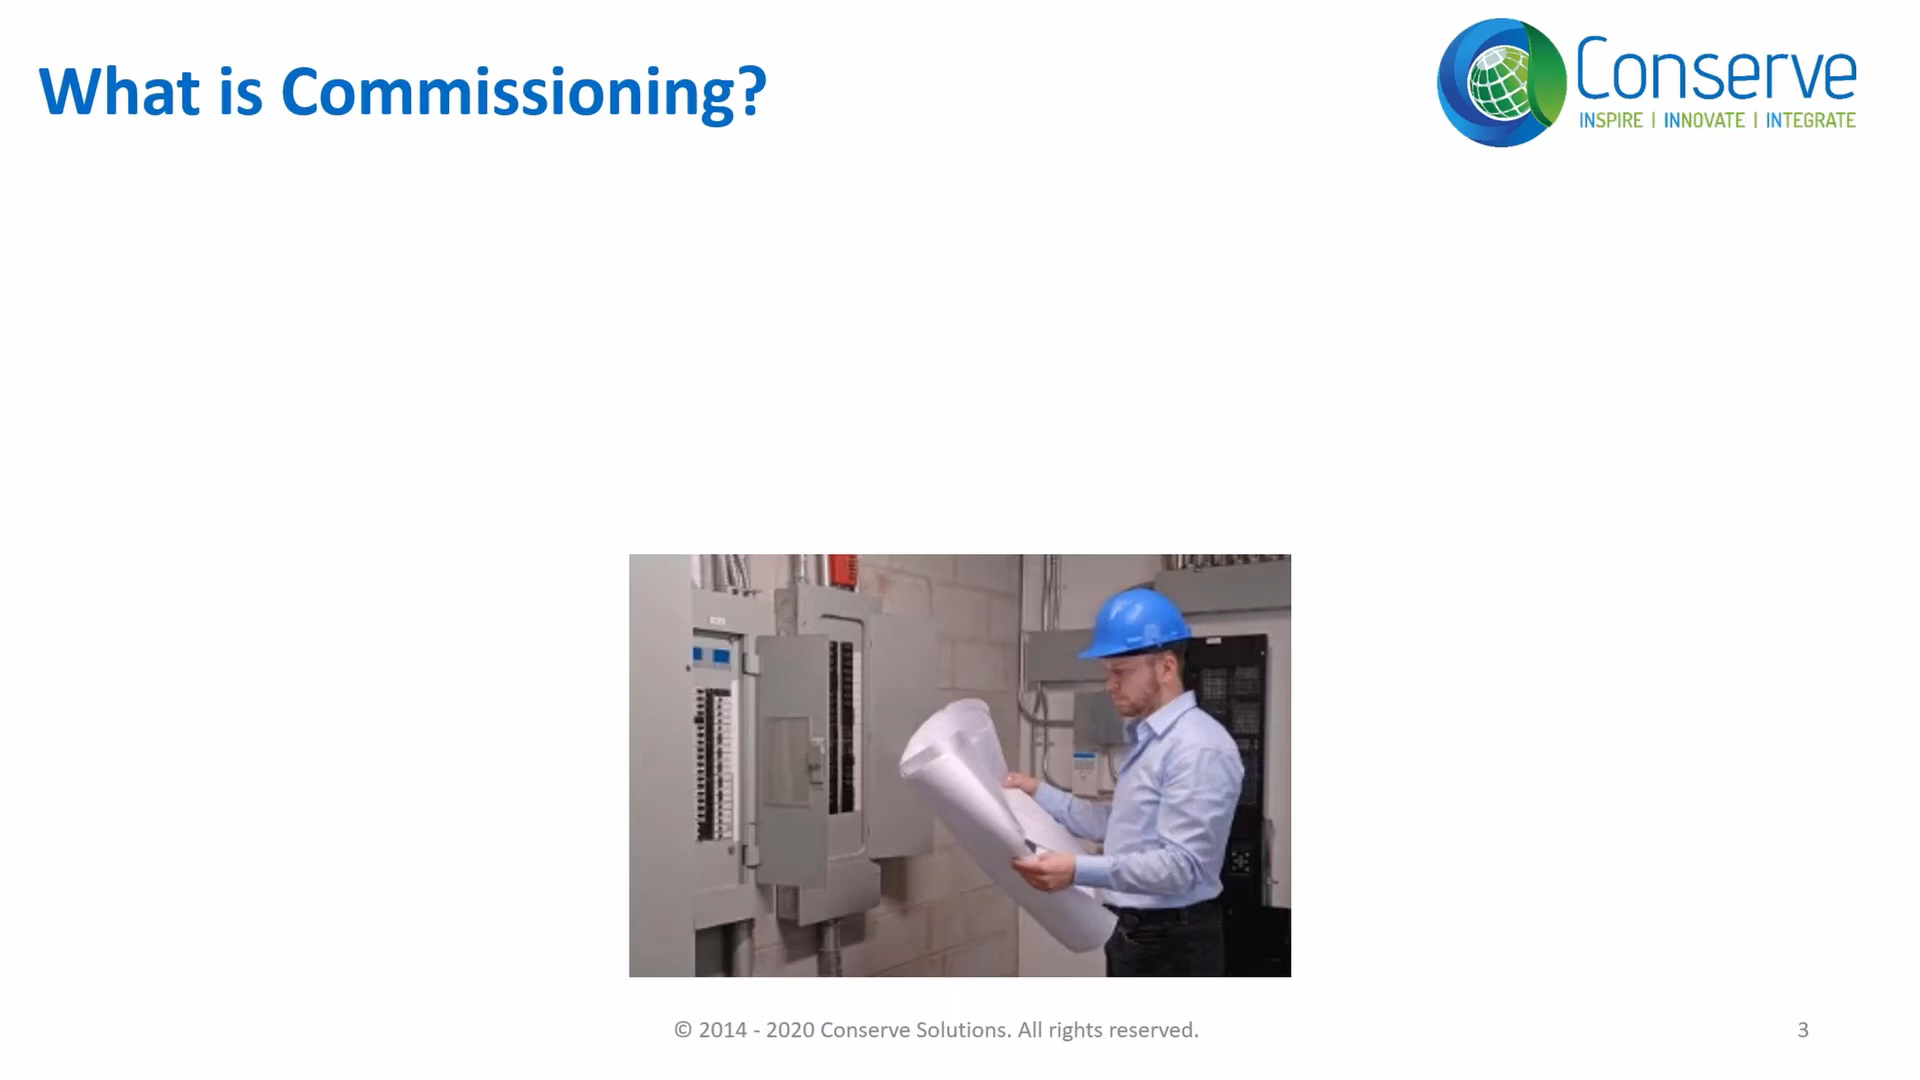 What is Commissioning?
Conserve
INSPIRE | INNOVATE | INTEGRATE
© 2014 - 2020 Conserve Solutions. All rights reserved.
3